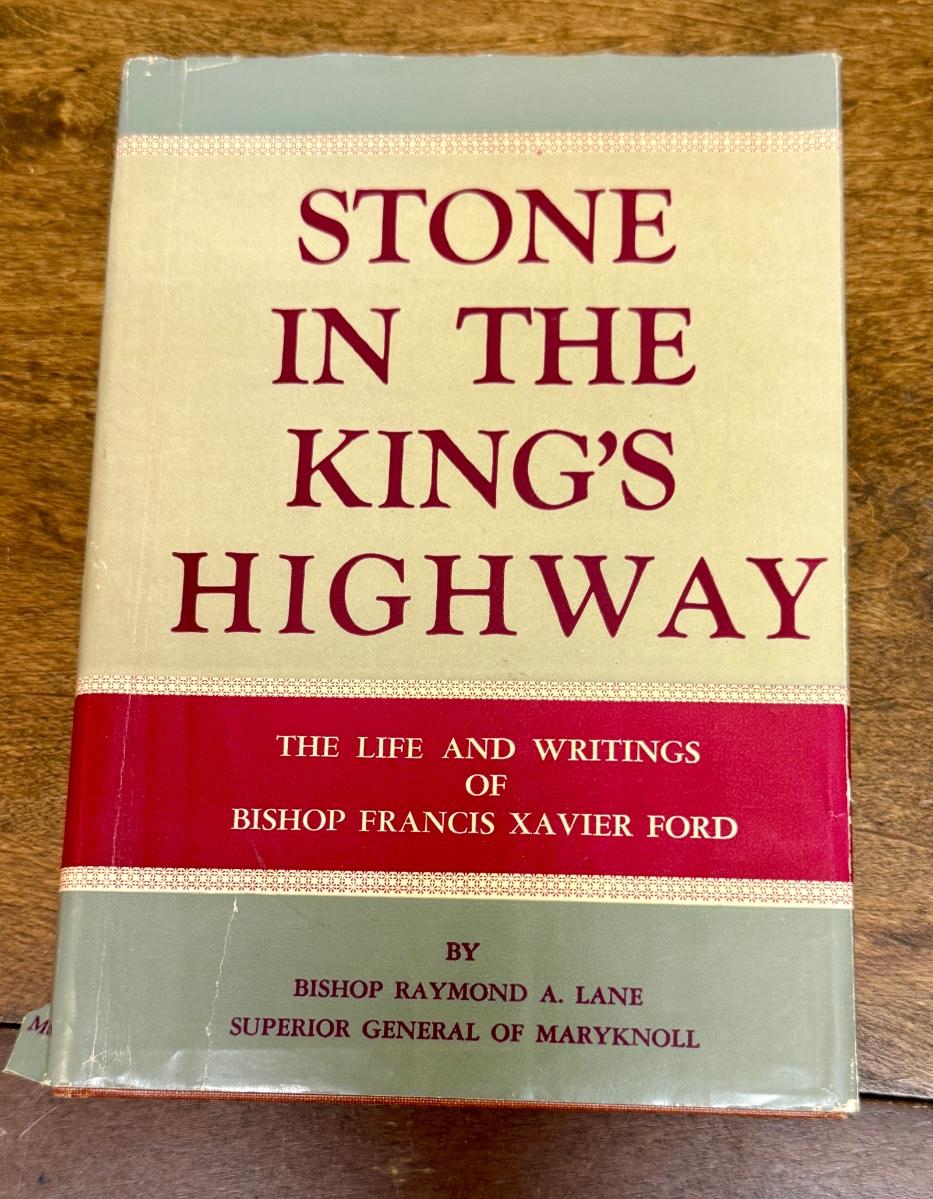 STONE
IN THE
KING'S
HIGHWAY
THE LIFE AND WRITINGS
OF
BISHOP FRANCIS XAVIER FORD
BY
BISHOP RAYMOND A. LANE
SUPERIOR GENERAL OF MARYKNOLL